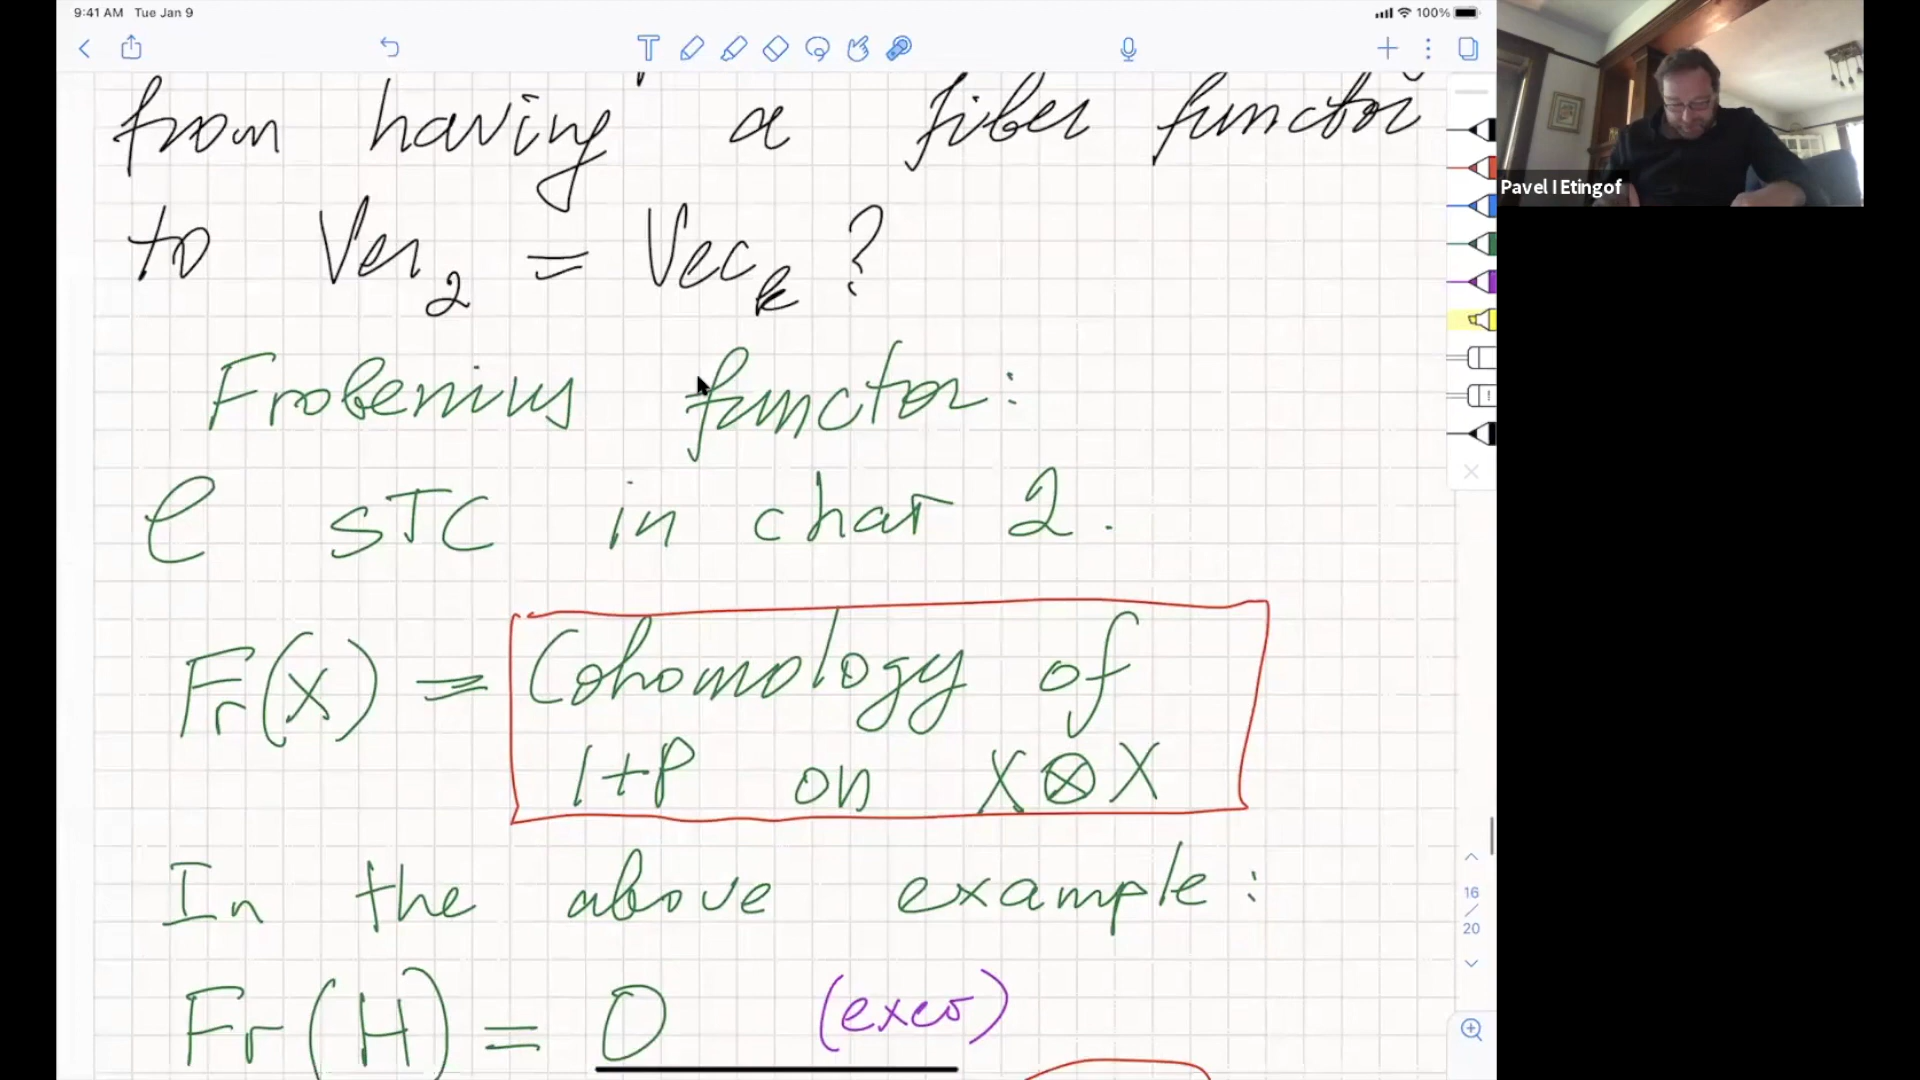 9:41 AM Tue Jan 9
100%
from having a fiber functor
to Ver₂ = Vec_k ?
Frobenius functor:
C STC in char 2.
Fr(X) = Cohomology of
1+P on X⊗X
In the above example:
Fr(H) = 0 (exer)
Pavel I Etingof
16
/
20